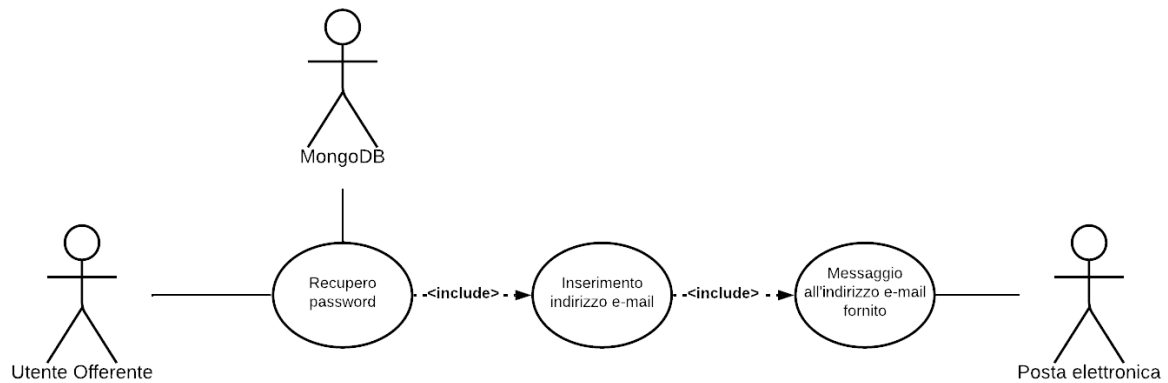 MongoDB
Recupero
password
<include>
Inserimento
indirizzo e-mail
<include>
Messaggio
all'indirizzo e-mail
fornito
Utente Offerente
Posta elettronica